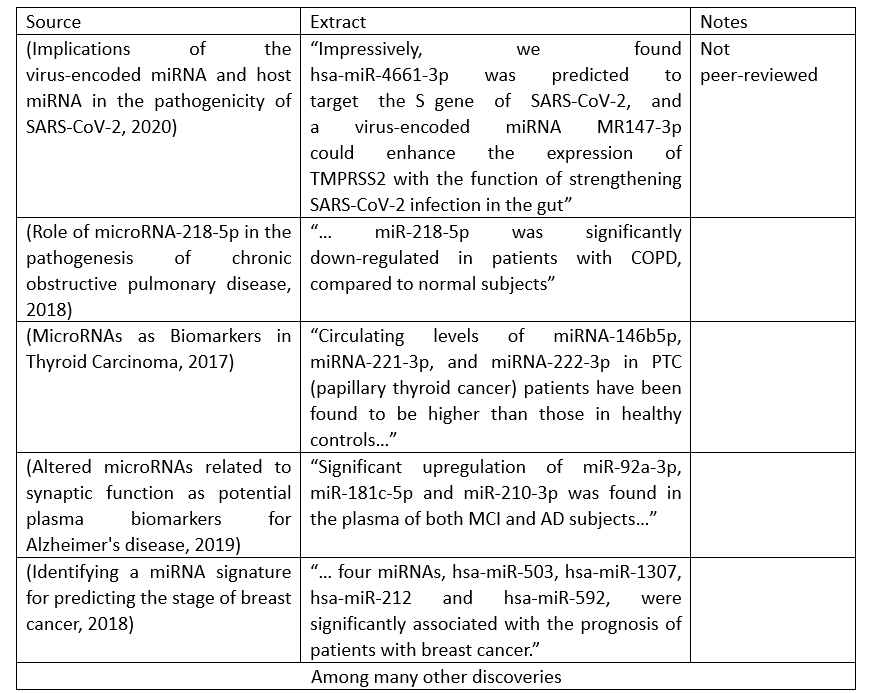 Source Extract Notes
(Implications of the
virus-encoded miRNA and host
miRNA in the pathogenicity of
SARS-CoV-2, 2020)
“Impressively, we found
hsa-miR-4661-3p was predicted to
target the S gene of SARS-CoV-2, and
a virus-encoded miRNA MR147-3p
could enhance the expression of
TMPRSS2 with the function of strengthening
SARS-CoV-2 infection in the gut”
Not
peer-reviewed
(Role of microRNA-218-5p in the
pathogenesis of chronic
obstructive pulmonary disease,
2018)
“… miR-218-5p was significantly
down-regulated in patients with COPD,
compared to normal subjects”
(MicroRNAs as Biomarkers in
Thyroid Carcinoma, 2017)
“Circulating levels of miRNA-146b5p,
miRNA-221-3p, and miRNA-222-3p in PTC
(papillary thyroid cancer) patients have been
found to be higher than those in healthy
controls…”
(Altered microRNAs related to
synaptic function as potential
plasma biomarkers for
Alzheimer's disease, 2019)
“Significant upregulation of miR-92a-3p,
miR-181c-5p and miR-210-3p was found in
the plasma of both MCI and AD subjects…”
(Identifying a miRNA signature
for predicting the stage of breast
cancer, 2018)
“… four miRNAs, hsa-miR-503, hsa-miR-1307,
hsa-miR-212 and hsa-miR-592, were
significantly associated with the prognosis of
patients with breast cancer.”
Among many other discoveries